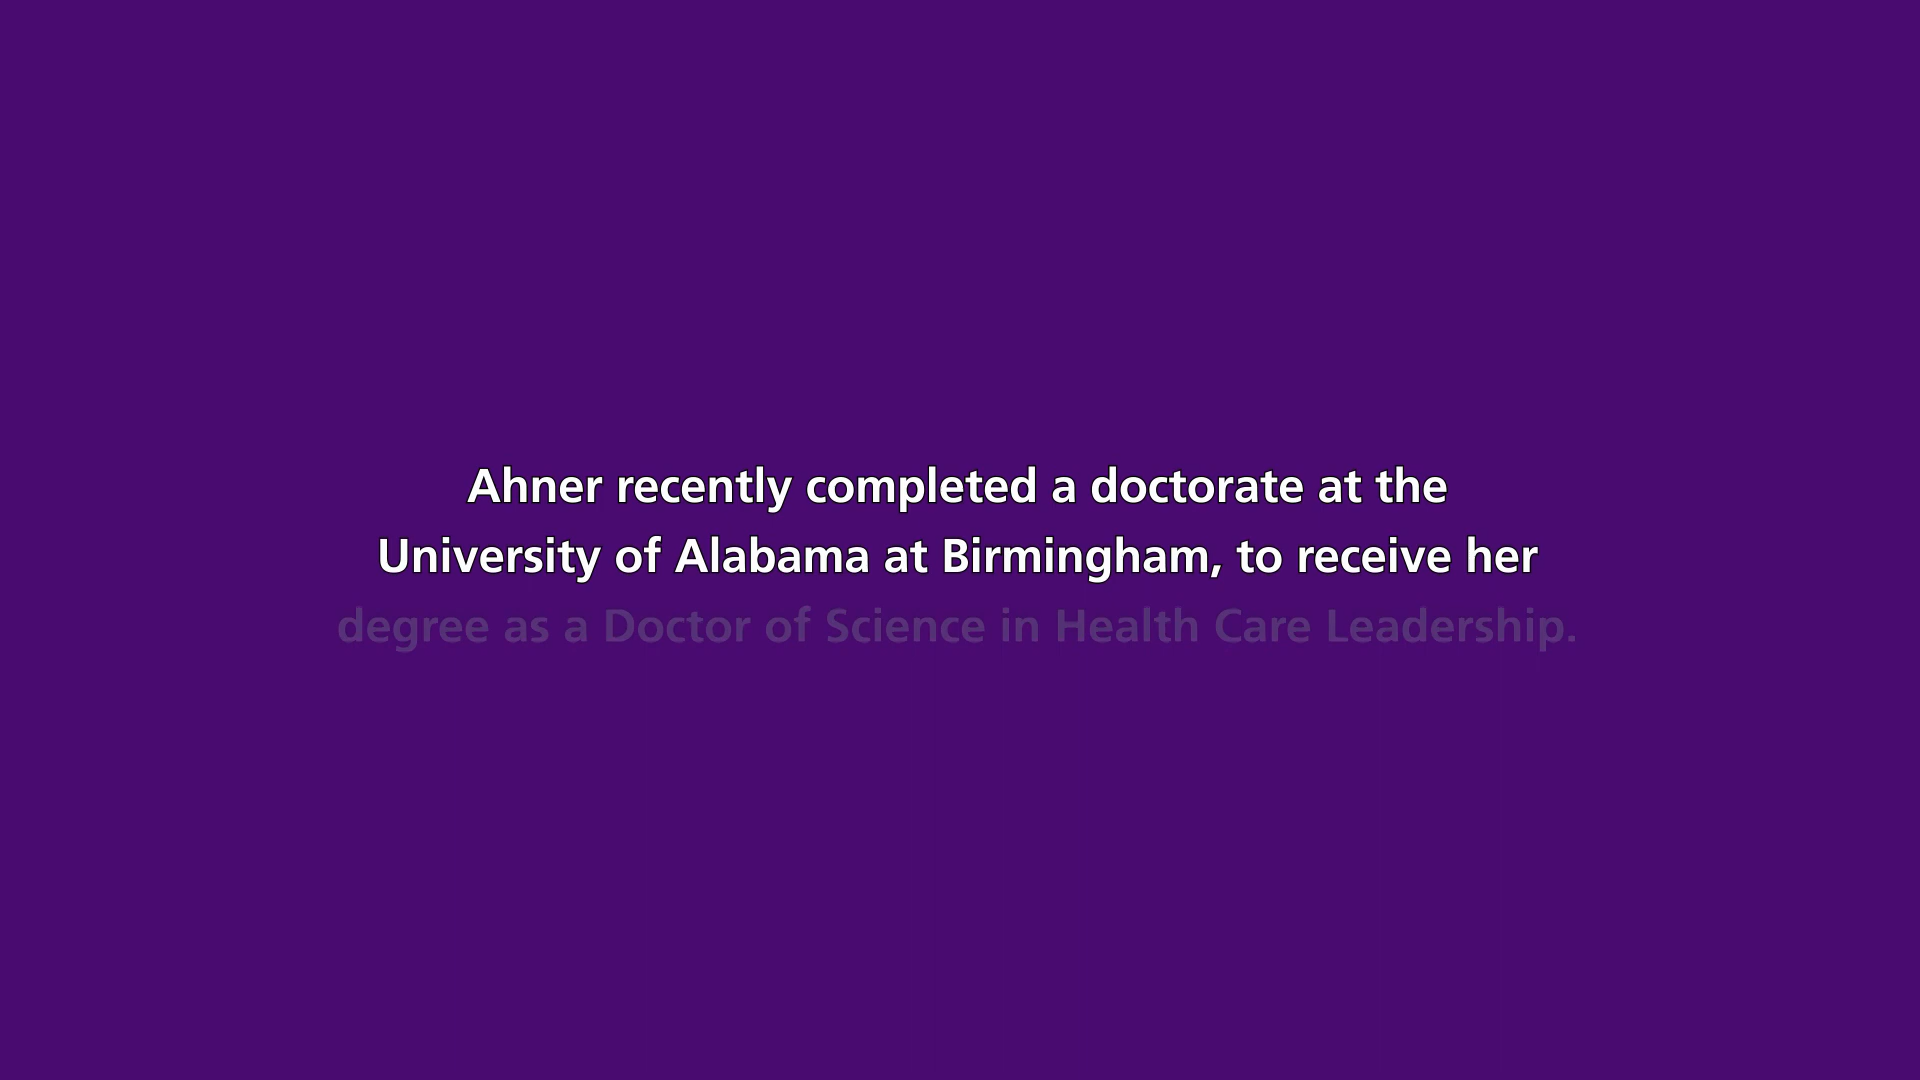 Ahner recently completed a doctorate at the
University of Alabama at Birmingham, to receive her
degree as a Doctor of Science in Health Care Leadership.